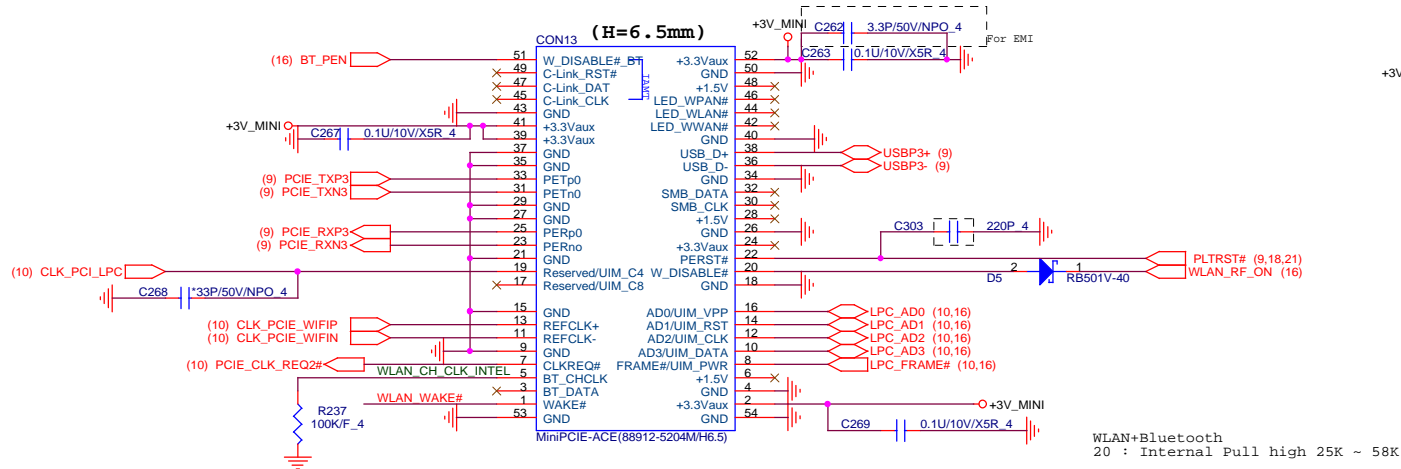 +3V_MINI
C262 3.3P/50V/NPO_4
For EMI
(H=6.5mm)
CON13
C263 0.1U/10V/X5R_4
+3V
(16) BT_PEN 51 W_DISABLE#_BT +3.3Vaux 52
49 C-Link_RST# GND 50
47 C-Link_DAT +1.5V 48
45 C-Link_CLK LED_WPAN# 46
TAMT
43 GND LED_WLAN# 44
+3V_MINI 41 +3.3Vaux LED_WWAN# 42
C267 0.1U/10V/X5R_4 39 +3.3Vaux GND 40
37 GND USB_D+ 38 USBP3+ (9)
35 GND USB_D- 36 USBP3- (9)
(9) PCIE_TXP3 33 PETp0 GND 34
(9) PCIE_TXN3 31 PETn0 SMB_DATA 32
29 GND SMB_CLK 30
27 GND +1.5V 28
(9) PCIE_RXP3 25 PERp0 GND 26 C303 220P_4
(9) PCIE_RXN3 23 PERno +3.3Vaux 24
21 GND PERST# 22 PLTRST# (9,18,21)
(10) CLK_PCI_LPC 19 Reserved/UIM_C4 W_DISABLE# 20 2 1 WLAN_RF_ON (16)
D5 RB501V-40
C268 *33P/50V/NPO_4 17 Reserved/UIM_C8 GND 18
15 GND AD0/UIM_VPP 16 LPC_AD0 (10,16)
(10) CLK_PCIE_WIFIP 13 REFCLK+ AD1/UIM_RST 14 LPC_AD1 (10,16)
(10) CLK_PCIE_WIFIN 11 REFCLK- AD2/UIM_CLK 12 LPC_AD2 (10,16)
9 GND AD3/UIM_DATA 10 LPC_AD3 (10,16)
(10) PCIE_CLK_REQ2# 7 CLKREQ# FRAME#/UIM_PWR 8 LPC_FRAME# (10,16)
WLAN_CH_CLK_INTEL 5 BT_CHCLK +1.5V 6
3 BT_DATA GND 4
WLAN_WAKE# 1 WAKE# +3.3Vaux 2 +3V_MINI
53 GND GND 54
R237
100K/F_4
C269 0.1U/10V/X5R_4
MiniPCIE-ACE(88912-5204M/H6.5)
WLAN+Bluetooth
20 : Internal Pull high 25K ~ 58K